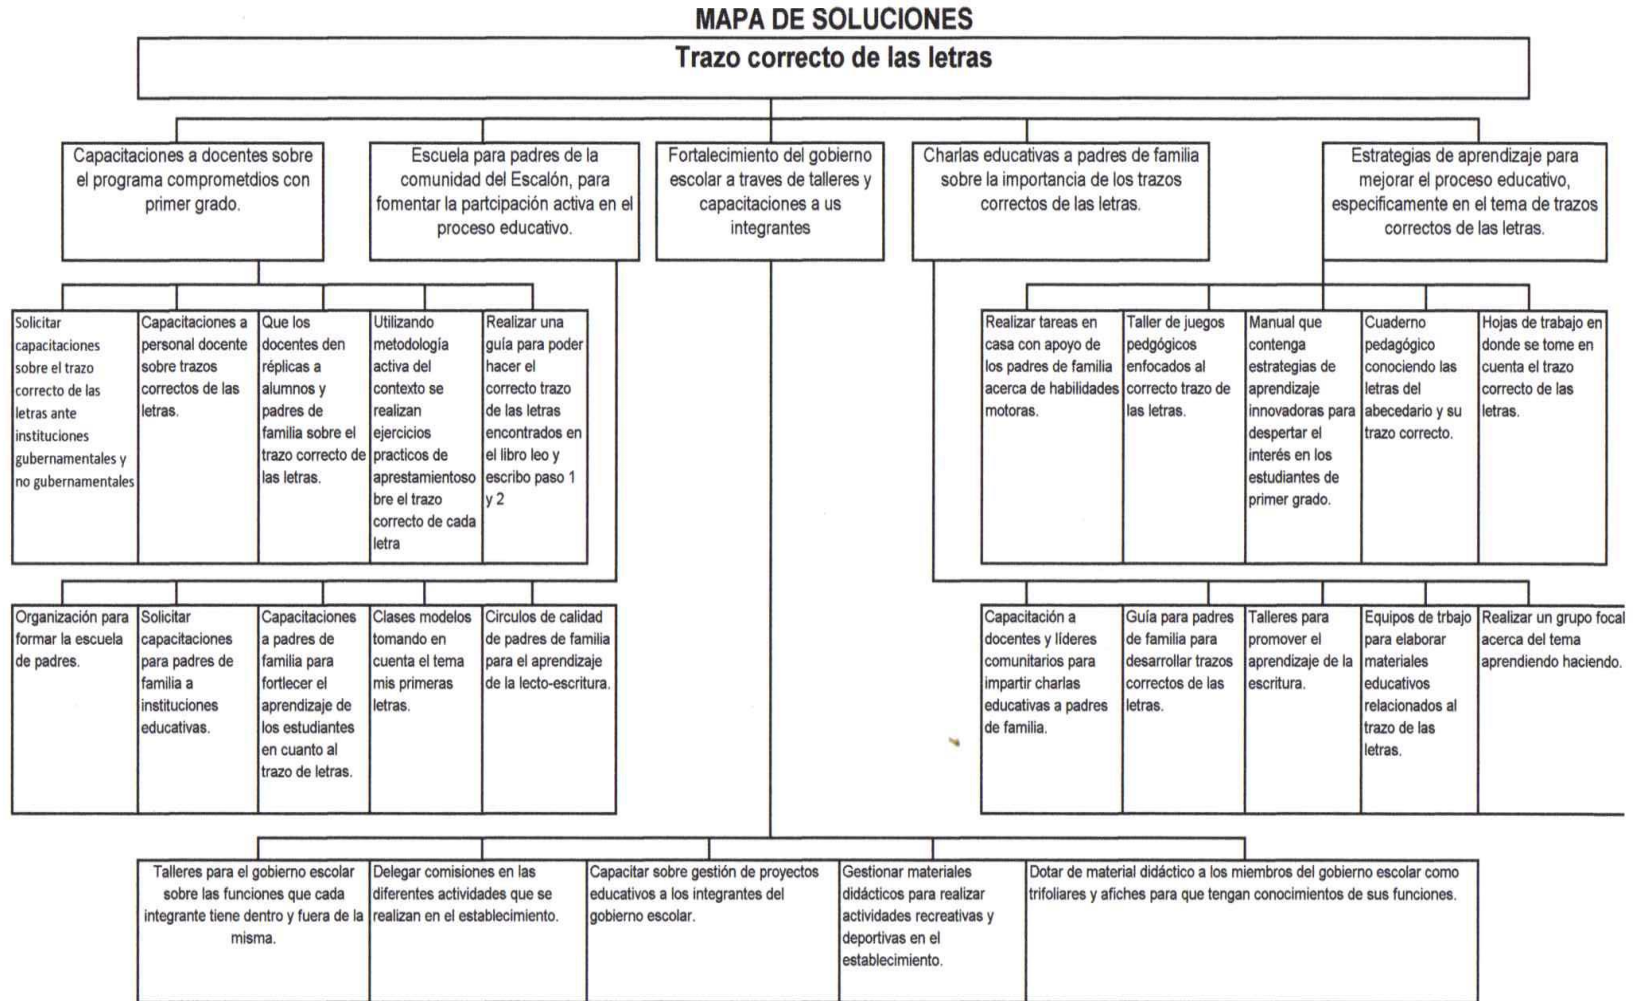 MAPA DE SOLUCIONES
Trazo correcto de las letras
Capacitaciones a docentes sobre
el programa comprometdios con
primer grado.
Escuela para padres de la
comunidad del Escalón, para
fomentar la partcipación activa en el
proceso educativo.
Fortalecimiento del gobierno
escolar a traves de talleres y
capacitaciones a us
integrantes
Charlas educativas a padres de familia
sobre la importancia de los trazos
correctos de las letras.
Estrategias de aprendizaje para
mejorar el proceso educativo,
especificamente en el tema de trazos
correctos de las letras.
Solicitar
capacitaciones
sobre el trazo
correcto de las
letras ante
instituciones
gubernamentales y
no gubernamentales
Capacitaciones a
personal docente
sobre trazos
correctos de las
letras.
Que los
docentes den
réplicas a
alumnos y
padres de
familia sobre el
trazo correcto de
las letras.
Utilizando
metodología
activa del
contexto se
realizan
ejercicios
practicos de
aprestamientoso
bre el trazo
correcto de cada
letra
Realizar una
guía para poder
hacer el
correcto trazo
de las letras
encontrados en
el libro leo y
escribo paso 1
y 2
Realizar tareas en
casa con apoyo de
los padres de familia
acerca de habilidades
motoras.
Taller de juegos
pedgógicos
enfocados al
correcto trazo de
las letras.
Manual que
contenga
estrategias de
aprendizaje
innovadoras para
despertar el
interés en los
estudiantes de
primer grado.
Cuaderno
pedagógico
conociendo las
letras del
abecedario y su
trazo correcto.
Hojas de trabajo en
donde se tome en
cuenta el trazo
correcto de las
letras.
Organización para
formar la escuela
de padres.
Solicitar
capacitaciones
para padres de
familia a
instituciones
educativas.
Capacitaciones
a padres de
familia para
fortlecer el
aprendizaje de
los estudiantes
en cuanto al
trazo de letras.
Clases modelos
tomando en
cuenta el tema
mis primeras
letras.
Circulos de calidad
de padres de familia
para el aprendizaje
de la lecto-escritura.
Capacitación a
docentes y líderes
comunitarios para
impartir charlas
educativas a padres
de familia.
Guía para padres
de familia para
desarrollar trazos
correctos de las
letras.
Talleres para
promover el
aprendizaje de la
escritura.
Equipos de trbajo
para elaborar
materiales
educativos
relacionados al
trazo de las
letras.
Realizar un grupo focal
acerca del tema
aprendiendo haciendo.
Talleres para el gobierno escolar
sobre las funciones que cada
integrante tiene dentro y fuera de la
misma.
Delegar comisiones en las
diferentes actividades que se
realizan en el establecimiento.
Capacitar sobre gestión de proyectos
educativos a los integrantes del
gobierno escolar.
Gestionar materiales
didácticos para realizar
actividades recreativas y
deportivas en el
establecimiento.
Dotar de material didáctico a los miembros del gobierno escolar como
trifoliares y afiches para que tengan conocimientos de sus funciones.